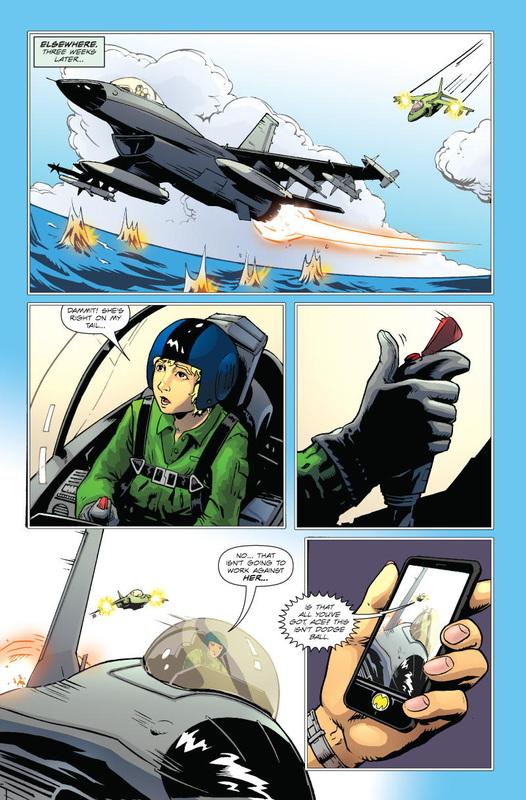 ELSEWHERE.
THREE WEEKS
LATER...
DAMMIT! SHE'S
RIGHT ON MY
TAIL...
NO... THAT
ISN'T GOING TO
WORK AGAINST
HER...
IS THAT
ALL YOU'VE
GOT, ACE? THIS
ISN'T DODGE
BALL.